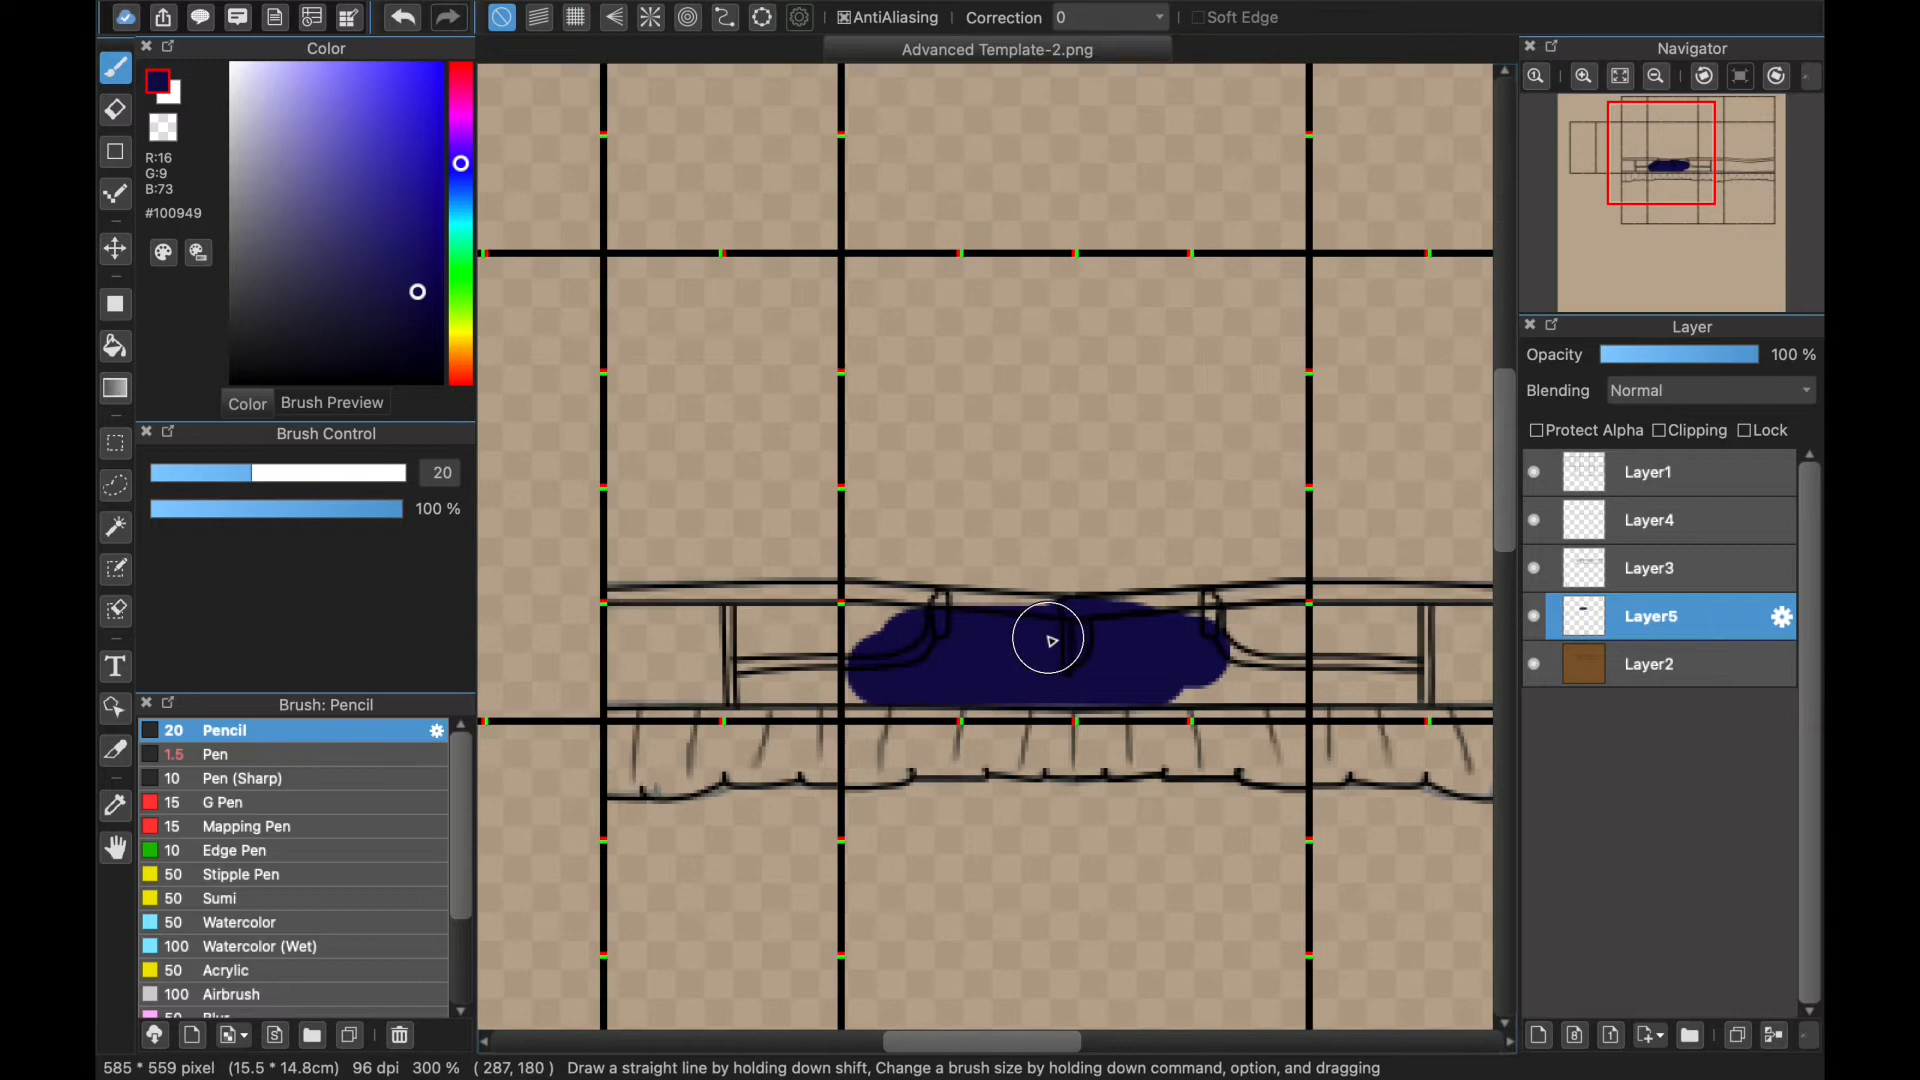 AntiAliasing Correction 0 Soft Edge
Color
Advanced Template-2.png
Navigator
R:16
G:9
B:73
#100949
Color Brush Preview
Brush Control
20
100 %
Brush: Pencil
20 Pencil
1.5 Pen
10 Pen (Sharp)
15 G Pen
15 Mapping Pen
10 Edge Pen
50 Stipple Pen
50 Sumi
50 Watercolor
100 Watercolor (Wet)
50 Acrylic
100 Airbrush
50 Blur
Layer
Opacity 100 %
Blending Normal
Protect Alpha Clipping Lock
Layer1
Layer4
Layer3
Layer5
Layer2
585 * 559 pixel (15.5 * 14.8cm) 96 dpi 300 % ( 287, 180 ) Draw a straight line by holding down shift, Change a brush size by holding down command, option, and dragging